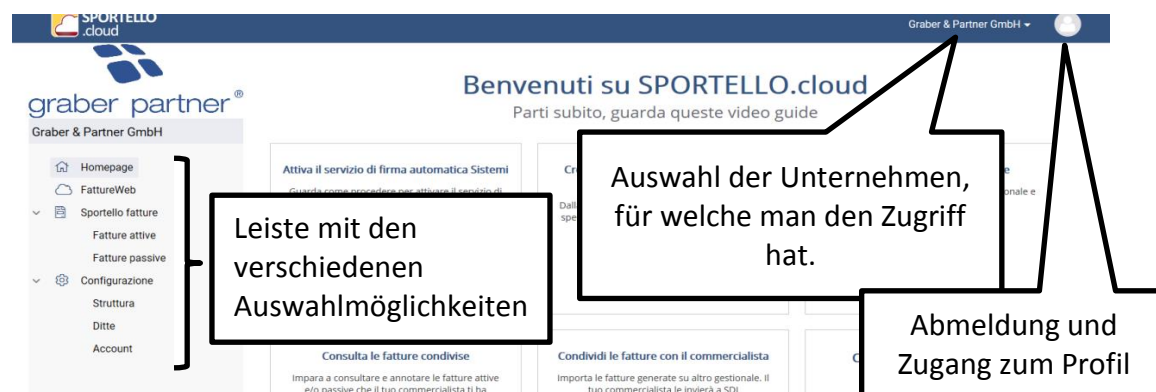 SPORTELLO
.cloud
Graber & Partner GmbH
graber partner®
Graber & Partner GmbH
Homepage
FattureWeb
Sportello fatture
Fatture attive
Fatture passive
Configurazione
Struttura
Ditte
Account
Benvenuti su SPORTELLO.cloud
Parti subito, guarda queste video guide
Attiva il servizio di firma automatica Sistemi
Guarda come procedere per attivare il servizio di
Leiste mit den
verschiedenen
Auswahlmöglichkeiten
Auswahl der Unternehmen,
für welche man den Zugriff
hat.
Abmeldung und
Zugang zum Profil
Consulta le fatture condivise
Impara a consultare e annotare le fatture attive
e/o passive che il tuo commercialista ti ha
Condividi le fatture con il commercialista
Importa le fatture generate su altro gestionale. Il
tuo commercialista le invierà a SDI